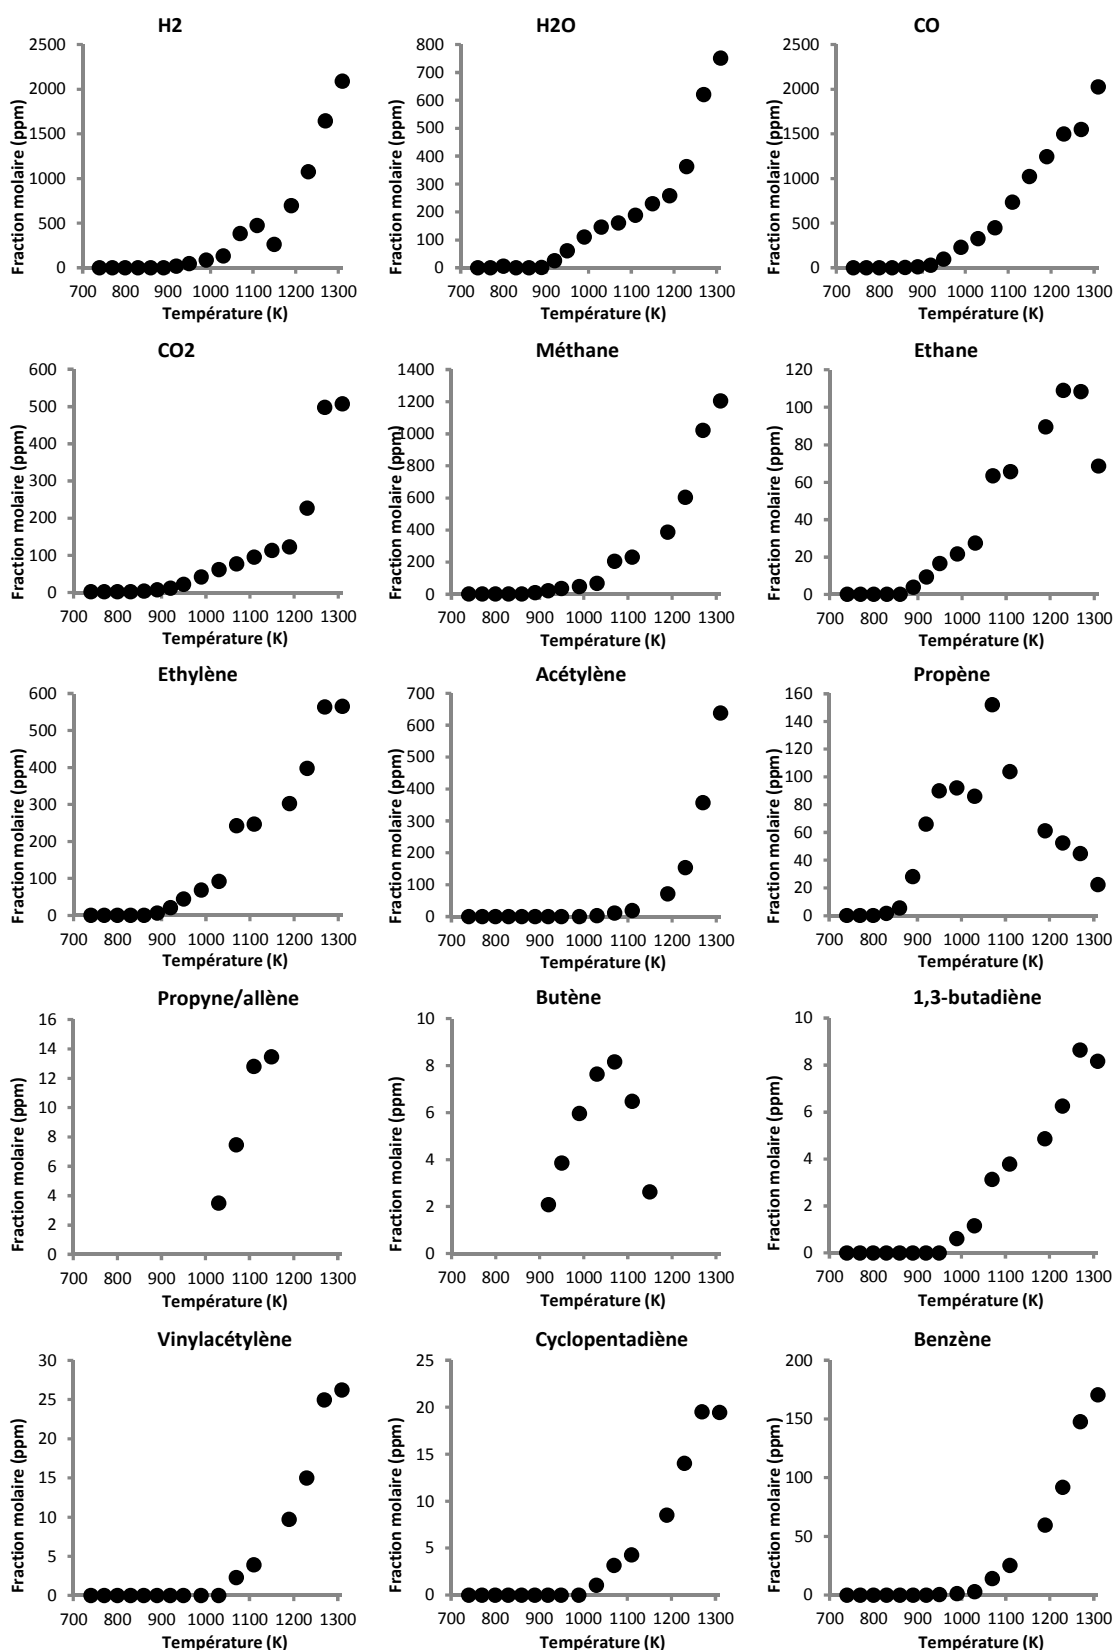 H2
Fraction molaire (ppm)
2500
2000
1500
1000
500
0
700 800 900 1000 1100 1200 1300
Température (K)
H2O
Fraction molaire (ppm)
800
700
600
500
400
300
200
100
0
700 800 900 1000 1100 1200 1300
Température (K)
CO
Fraction molaire (ppm)
2500
2000
1500
1000
500
0
700 800 900 1000 1100 1200 1300
Température (K)
CO2
Fraction molaire (ppm)
600
500
400
300
200
100
0
700 800 900 1000 1100 1200 1300
Température (K)
Méthane
Fraction molaire (ppm)
1400
1200
1000
800
600
400
200
0
700 800 900 1000 1100 1200 1300
Température (K)
Ethane
Fraction molaire (ppm)
120
100
80
60
40
20
0
700 800 900 1000 1100 1200 1300
Température (K)
Ethylène
Fraction molaire (ppm)
600
500
400
300
200
100
0
700 800 900 1000 1100 1200 1300
Température (K)
Acétylène
Fraction molaire (ppm)
700
600
500
400
300
200
100
0
700 800 900 1000 1100 1200 1300
Température (K)
Propène
Fraction molaire (ppm)
160
140
120
100
80
60
40
20
0
700 800 900 1000 1100 1200 1300
Température (K)
Propyne/allène
Fraction molaire (ppm)
16
14
12
10
8
6
4
2
0
700 800 900 1000 1100 1200 1300
Température (K)
Butène
Fraction molaire (ppm)
10
8
6
4
2
0
700 800 900 1000 1100 1200 1300
Température (K)
1,3-butadiène
Fraction molaire (ppm)
10
8
6
4
2
0
700 800 900 1000 1100 1200 1300
Température (K)
Vinylacétylène
Fraction molaire (ppm)
30
25
20
15
10
5
0
700 800 900 1000 1100 1200 1300
Température (K)
Cyclopentadiène
Fraction molaire (ppm)
25
20
15
10
5
0
700 800 900 1000 1100 1200 1300
Température (K)
Benzène
Fraction molaire (ppm)
200
150
100
50
0
700 800 900 1000 1100 1200 1300
Température (K)